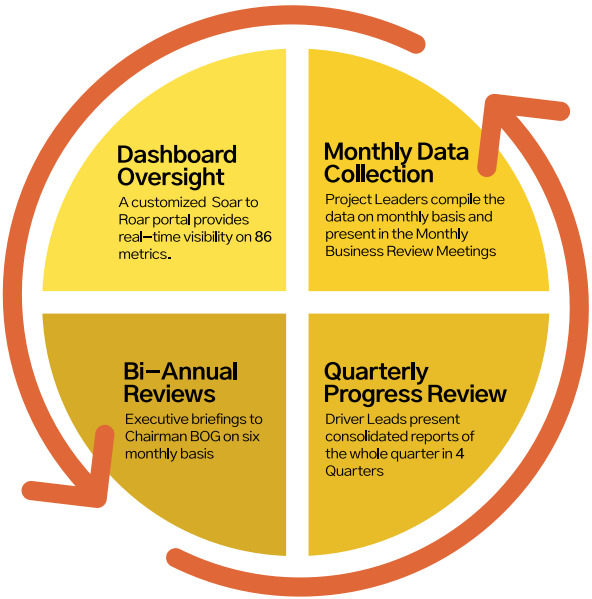 Dashboard
Oversight
A customized Soar to
Roar portal provides
real–time visibility on 86
metrics.
Monthly Data
Collection
Project Leaders compile the
data on monthly basis and
present in the Monthly
Business Review Meetings
Bi–Annual
Reviews
Executive briefings to
Chairman BOG on six
monthly basis
Quarterly
Progress Review
Driver Leads present
consolidated reports of
the whole quarter in 4
Quarters